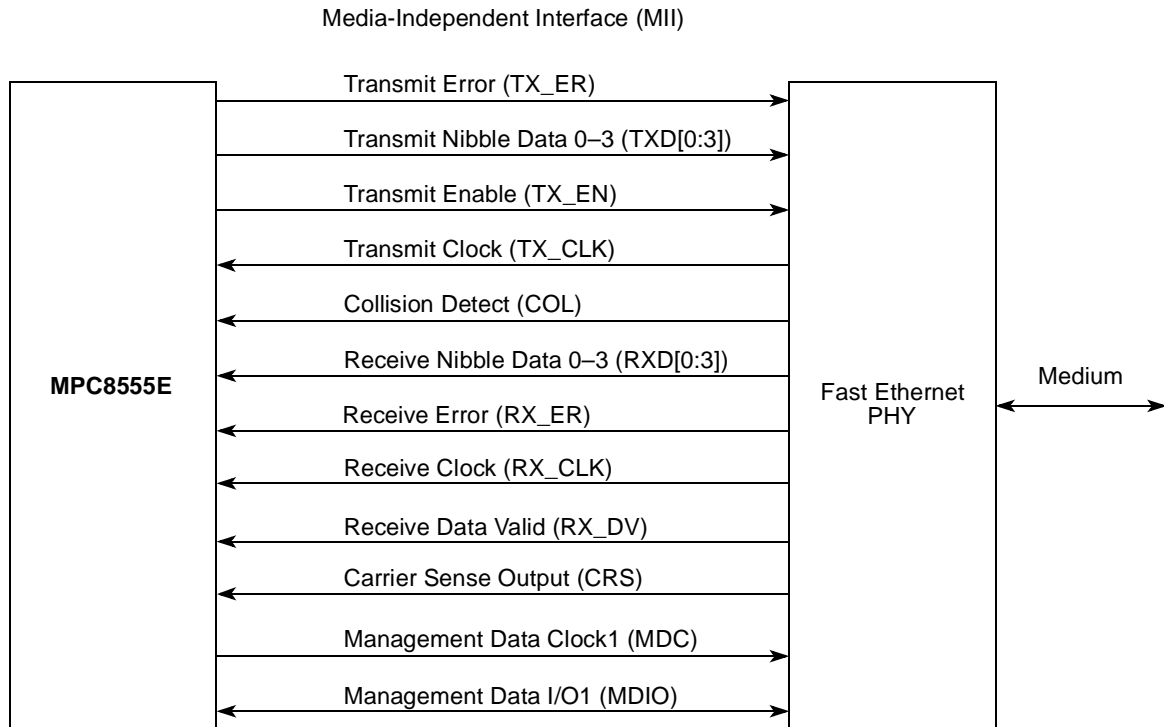 Media-Independent Interface (MII)
Transmit Error (TX_ER)
Transmit Nibble Data 0–3 (TXD[0:3])
Transmit Enable (TX_EN)
Transmit Clock (TX_CLK)
Collision Detect (COL)
Receive Nibble Data 0–3 (RXD[0:3])
MPC8555E
Fast Ethernet
PHY
Medium
Receive Error (RX_ER)
Receive Clock (RX_CLK)
Receive Data Valid (RX_DV)
Carrier Sense Output (CRS)
Management Data Clock1 (MDC)
Management Data I/O1 (MDIO)